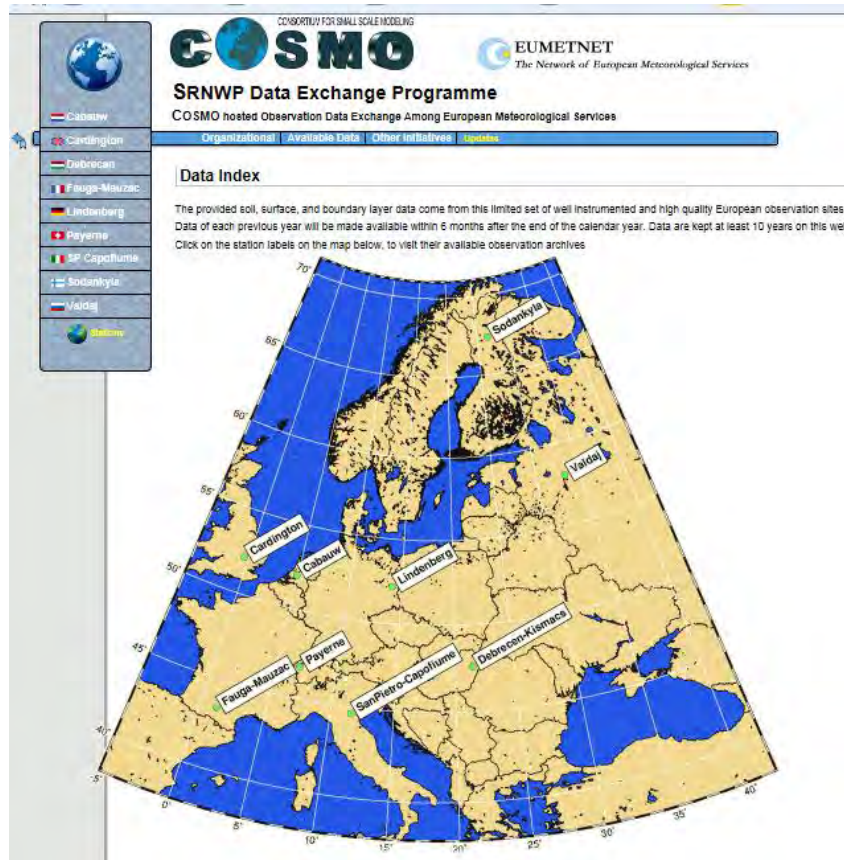 CONSORTIUM FOR SMALL SCALE MODELING
COSMO
EUMETNET
The Network of European Meteorological Services
SRNWP Data Exchange Programme
COSMO hosted Observation Data Exchange Among European Meteorological Services
Organizational Available Data Other Initiatives Updates
Cabauw
Cardington
Debrecen
Fauga-Mauzac
Lindenberg
Payerne
SP Capofiume
Sodankyla
Valdaj
Stations
Data Index
The provided soil, surface, and boundary layer data come from this limited set of well instrumented and high quality European observation sites
Data of each previous year will be made available within 6 months after the end of the calendar year. Data are kept at least 10 years on this we
Click on the station labels on the map below, to visit their available observation archives
70°
65°
60°
55°
50°
45°
40°
-5°
0°
5°
10°
15°
20°
25°
30°
35°
40°
Sodankyla
Valdaj
Cardington
Cabauw
Lindenberg
Payerne
Fauga-Mauzac
SanPietro-Capofiume
Debrecen-Kismacs